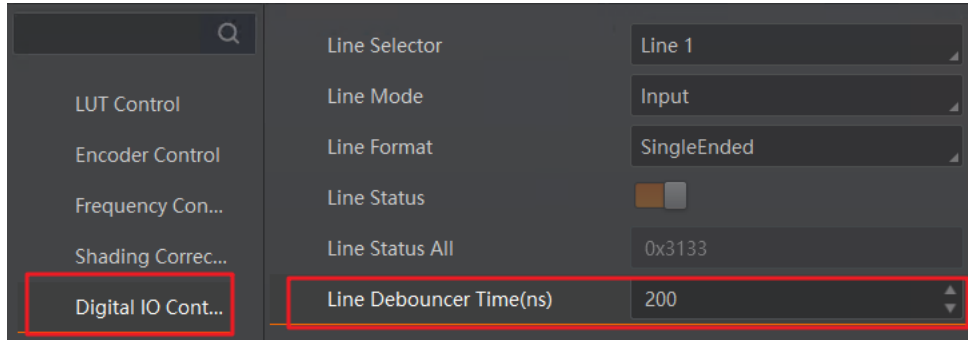 LUT Control
Encoder Control
Frequency Con...
Shading Correc...
Digital IO Cont...
Line Selector Line 1
Line Mode Input
Line Format SingleEnded
Line Status
Line Status All 0x3133
Line Debouncer Time(ns) 200